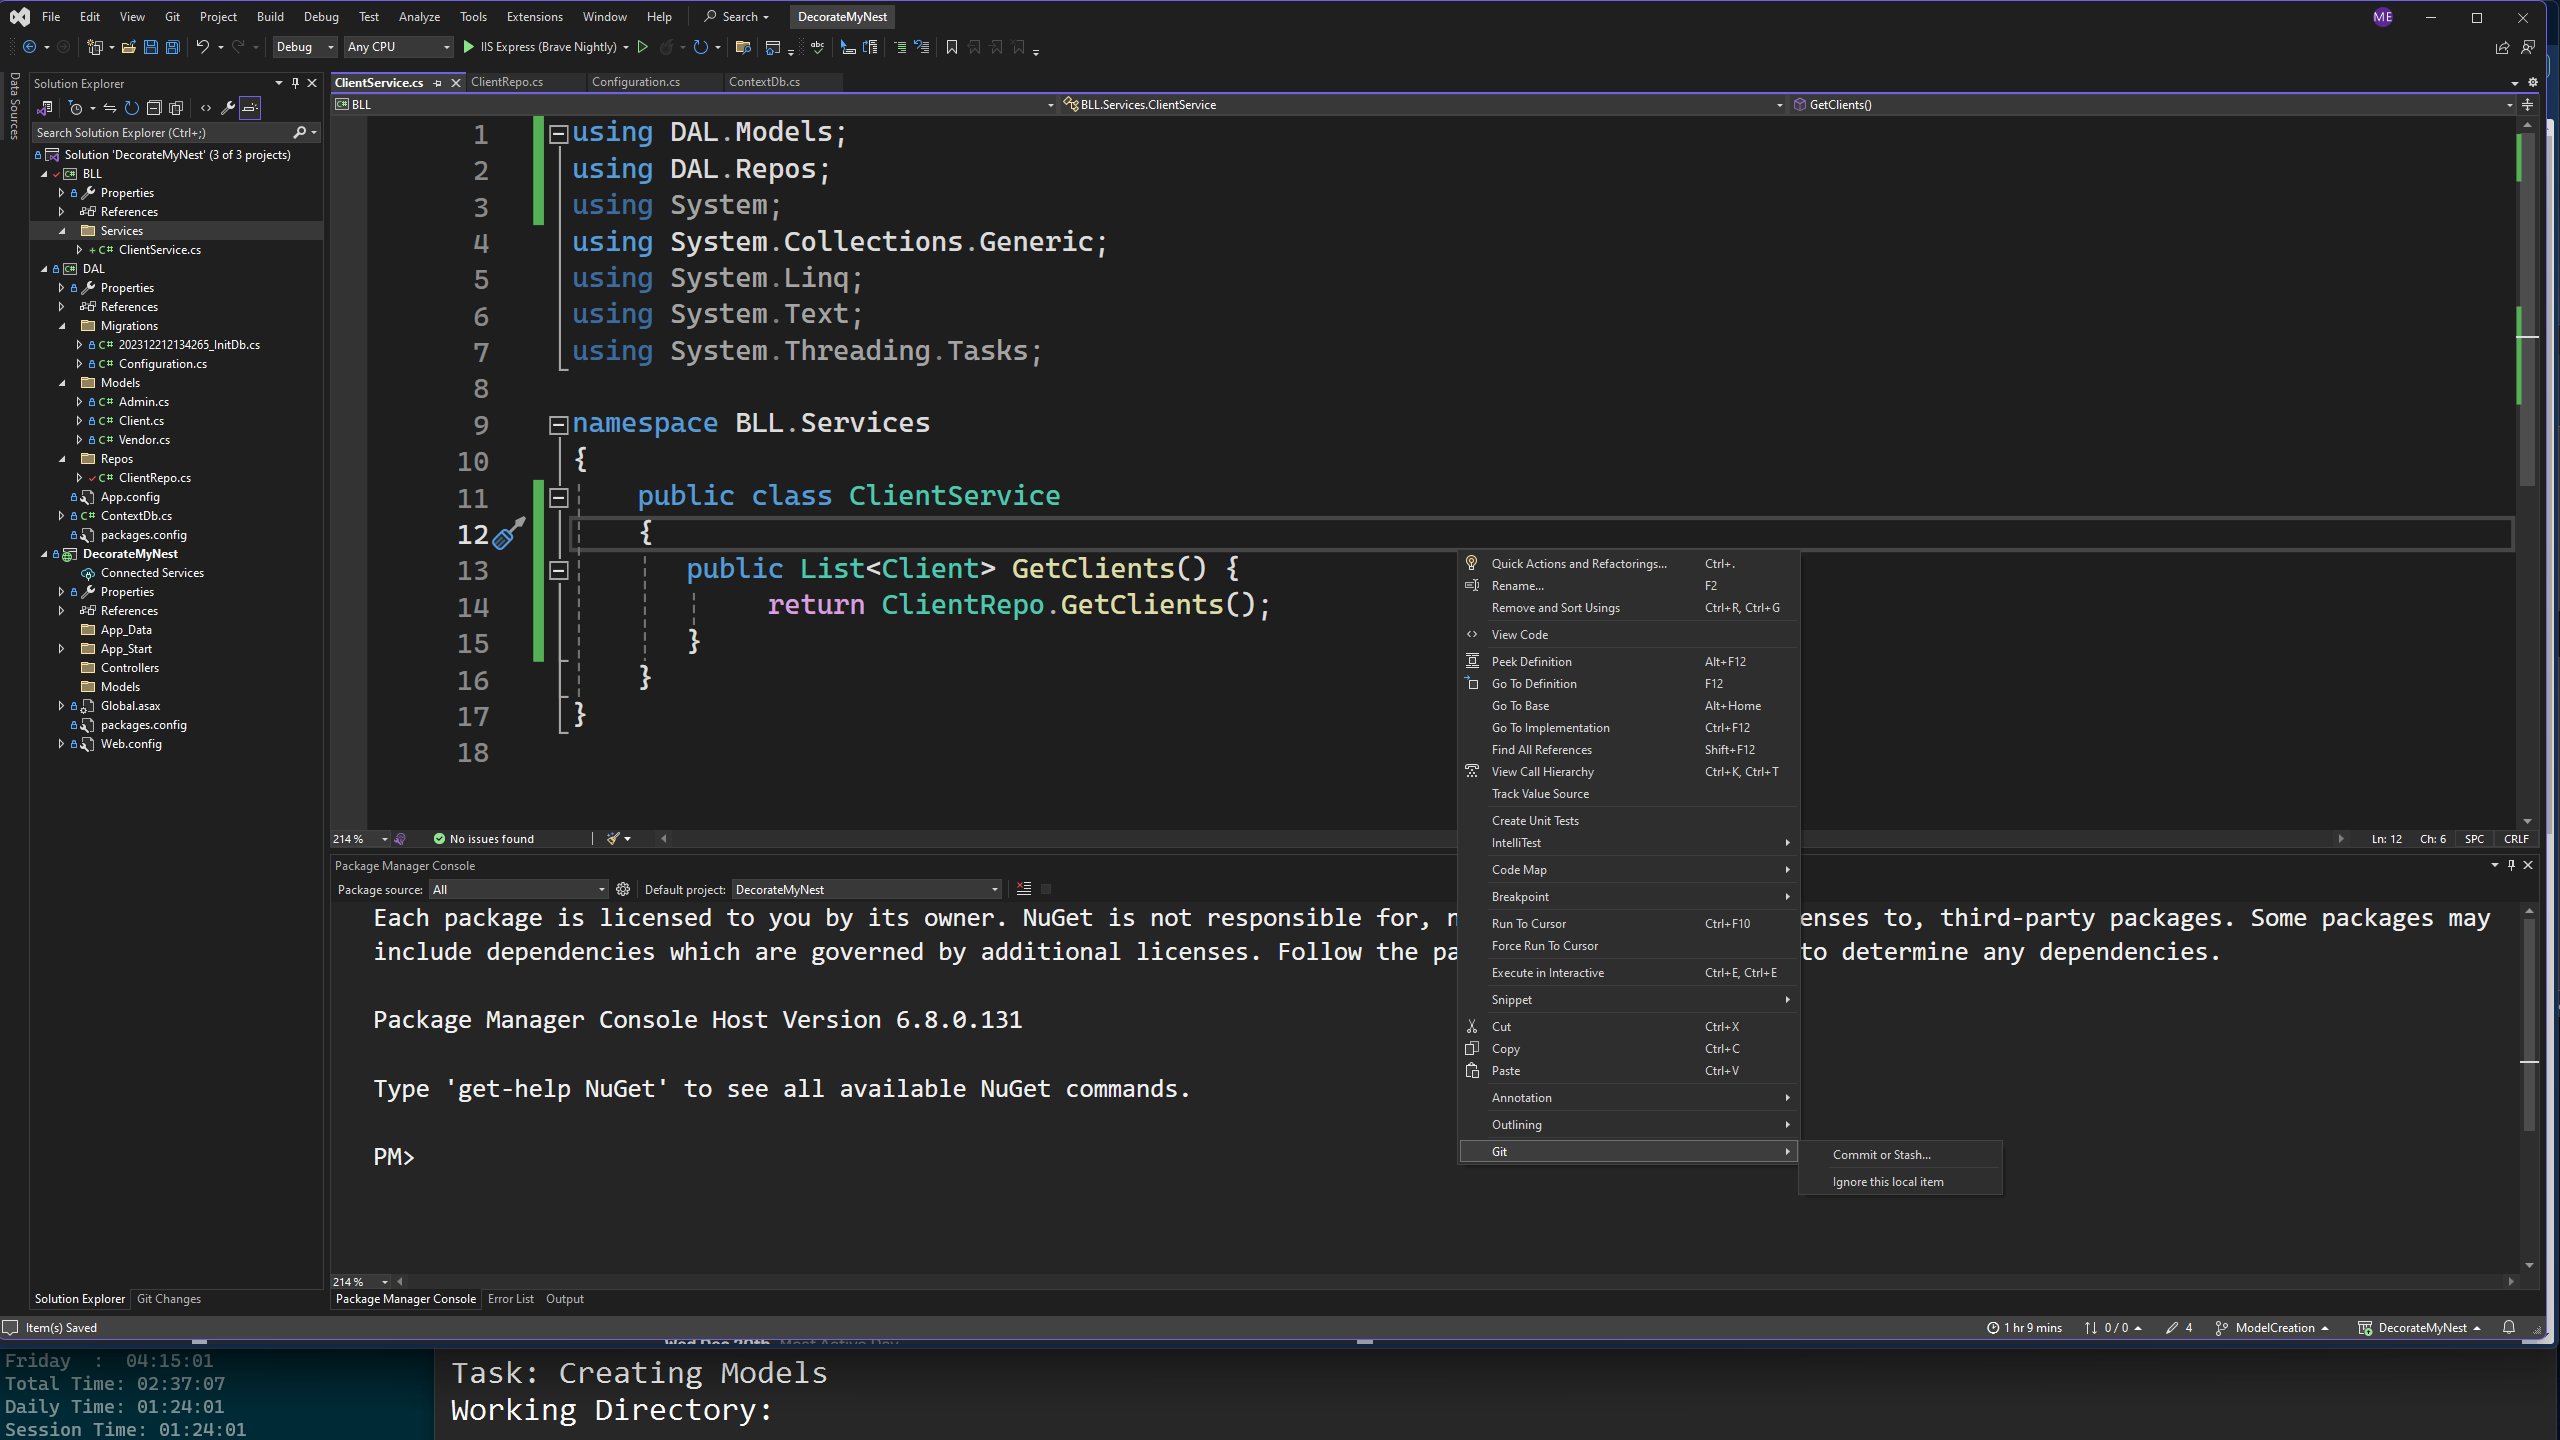 File Edit View Git Project Build Debug Test Analyze Tools Extensions Window Help Search DecorateMyNest ME
Debug Any CPU IIS Express (Brave Nightly)
Data Sources
Solution Explorer
Search Solution Explorer (Ctrl+;)
Solution 'DecorateMyNest' (3 of 3 projects)
BLL
Properties
References
Services
ClientService.cs
DAL
Properties
References
Migrations
202312212134265_InitDb.cs
Configuration.cs
Models
Admin.cs
Client.cs
Vendor.cs
Repos
ClientRepo.cs
App.config
ContextDb.cs
packages.config
DecorateMyNest
Connected Services
Properties
References
App_Data
App_Start
Controllers
Models
Global.asax
packages.config
Web.config
Solution Explorer Git Changes
ClientService.cs ClientRepo.cs Configuration.cs ContextDb.cs
BLL BLL.Services.ClientService GetClients()
1 using DAL.Models;
2 using DAL.Repos;
3 using System;
4 using System.Collections.Generic;
5 using System.Linq;
6 using System.Text;
7 using System.Threading.Tasks;
8
9 namespace BLL.Services
10 {
11 public class ClientService
12 {
13 public List<Client> GetClients() {
14 return ClientRepo.GetClients();
15 }
16 }
17 }
18
214 % No issues found Ln: 12 Ch: 6 SPC CRLF
Quick Actions and Refactorings... Ctrl+.
Rename... F2
Remove and Sort Usings Ctrl+R, Ctrl+G
View Code
Peek Definition Alt+F12
Go To Definition F12
Go To Base Alt+Home
Go To Implementation Ctrl+F12
Find All References Shift+F12
View Call Hierarchy Ctrl+K, Ctrl+T
Track Value Source
Create Unit Tests
IntelliTest
Code Map
Breakpoint
Run To Cursor Ctrl+F10
Force Run To Cursor
Execute in Interactive Ctrl+E, Ctrl+E
Snippet
Cut Ctrl+X
Copy Ctrl+C
Paste Ctrl+V
Annotation
Outlining
Git
Commit or Stash...
Ignore this local item
Package Manager Console
Package source: All Default project: DecorateMyNest
Each package is licensed to you by its owner. NuGet is not responsible for, n enses to, third-party packages. Some packages may
include dependencies which are governed by additional licenses. Follow the pa to determine any dependencies.
Package Manager Console Host Version 6.8.0.131
Type 'get-help NuGet' to see all available NuGet commands.
PM>
214 %
Package Manager Console Error List Output
Item(s) Saved 1 hr 9 mins 0 / 0 4 ModelCreation DecorateMyNest
Wed Dec 20th Most Active Day
Friday : 04:15:01
Total Time: 02:37:07
Daily Time: 01:24:01
Session Time: 01:24:01
Task: Creating Models
Working Directory: